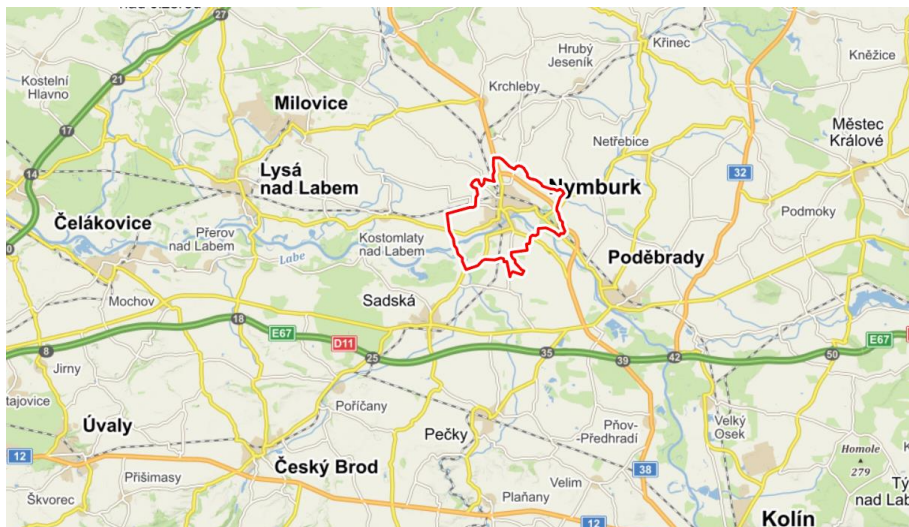 27
Křinec
Hrubý
Jeseník
Kněžice
21
Kostelní
Hlavno
Krchleby
Milovice
17
Netřebice
Městec
Králové
14
Lysá
nad Labem
32
Nymburk
Podmoky
Čelákovice
Přerov
nad Labem
Kostomlaty
nad Labem
Labe
Poděbrady
Mochov
Sadská
18
E67
D11
E67
8
25
35
39
42
50
Jirny
Poříčany
Úvaly
Pečky
Pňov-
-Předhradí
Velký
Osek
12
Český Brod
Homole
279
Přišimasy
38
Velim
Škvorec
Plaňany
12
nad Lab
Kolín